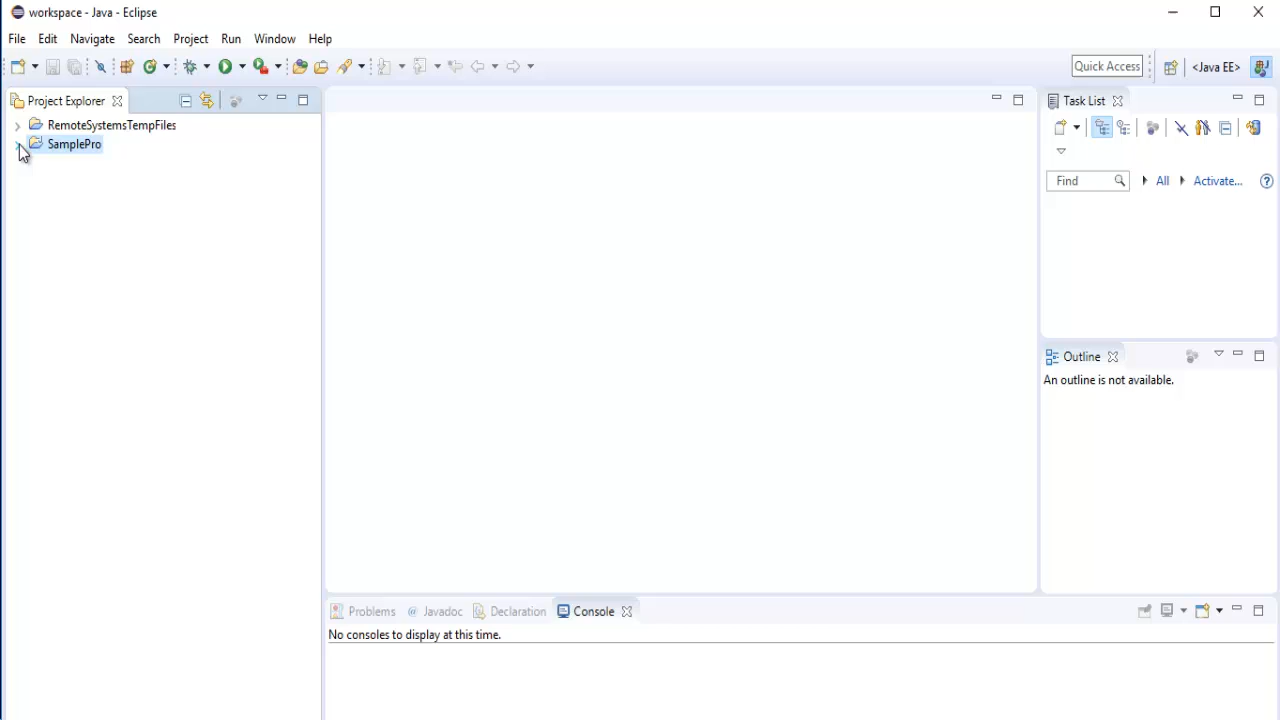 workspace - Java - Eclipse
File Edit Navigate Search Project Run Window Help
Quick Access <Java EE>
Project Explorer
RemoteSystemsTempFiles
SamplePro
Task List
Find All Activate...
Outline
An outline is not available.
Problems @ Javadoc Declaration Console
No consoles to display at this time.